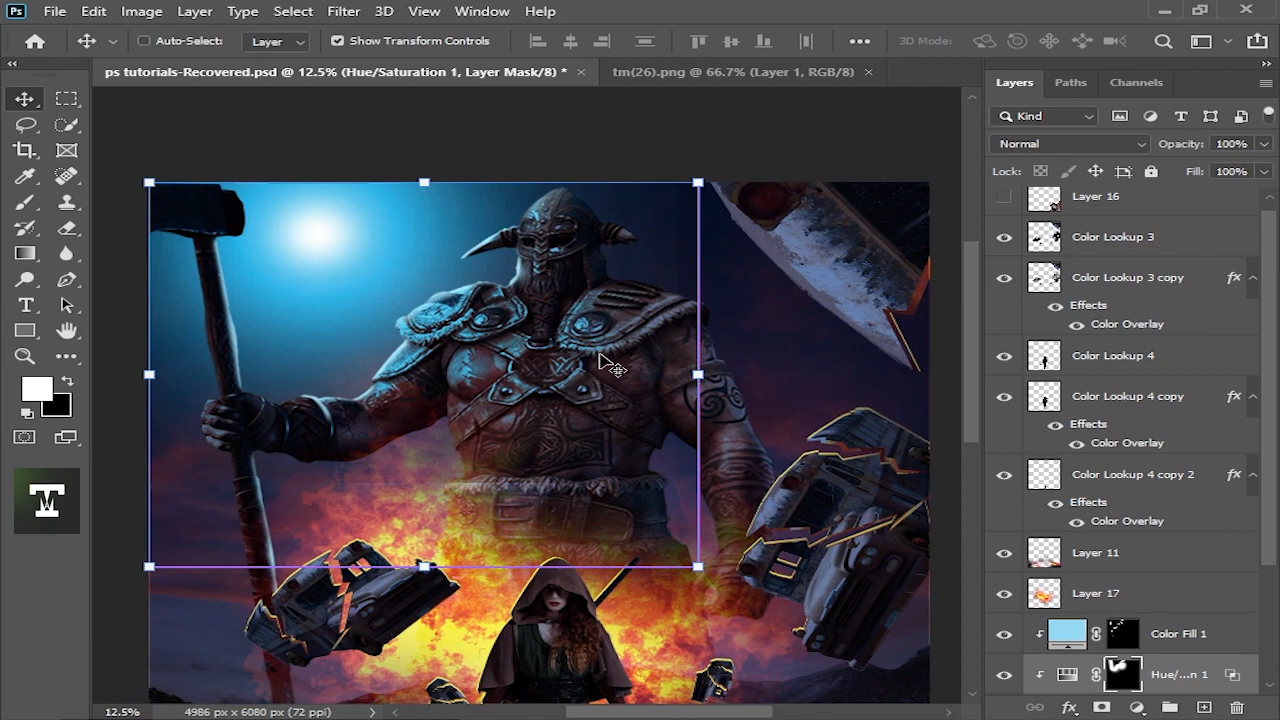 Ps File Edit Image Layer Type Select Filter 3D View Window Help
Auto-Select: Layer Show Transform Controls 3D Mode:
ps tutorials-Recovered.psd @ 12.5% (Hue/Saturation 1, Layer Mask/8) * tm(26).png @ 66.7% (Layer 1, RGB/8)
Layers Paths Channels
Kind
Normal Opacity: 100%
Lock: Fill: 100%
Layer 16
Color Lookup 3
Color Lookup 3 copy fx
Effects
Color Overlay
Color Lookup 4
Color Lookup 4 copy fx
Effects
Color Overlay
Color Lookup 4 copy 2 fx
Effects
Color Overlay
Layer 11
Layer 17
Color Fill 1
Hue/...n 1
12.5% 4986 px x 6080 px (72 ppi)